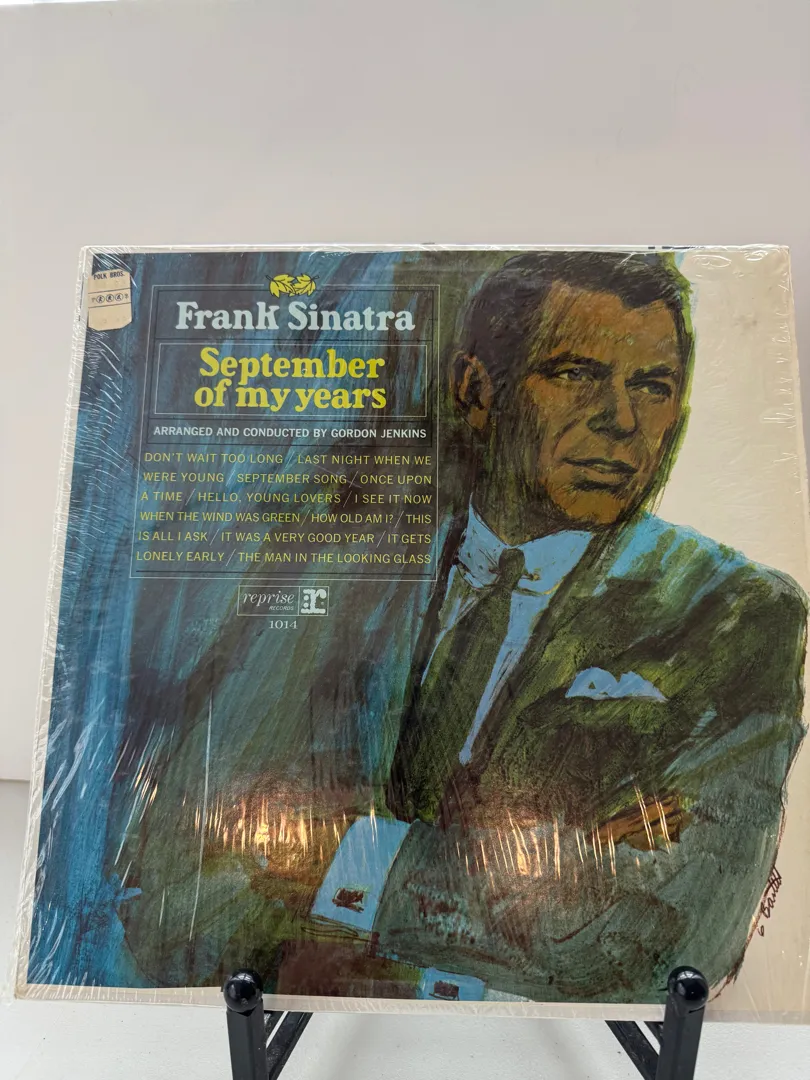 POLK BROS.
Frank Sinatra
September
of my years
ARRANGED AND CONDUCTED BY GORDON JENKINS
DON'T WAIT TOO LONG / LAST NIGHT WHEN WE
WERE YOUNG / SEPTEMBER SONG / ONCE UPON
A TIME / HELLO, YOUNG LOVERS / I SEE IT NOW
WHEN THE WIND WAS GREEN / HOW OLD AM I? / THIS
IS ALL I ASK / IT WAS A VERY GOOD YEAR / IT GETS
LONELY EARLY / THE MAN IN THE LOOKING GLASS
reprise
RECORDS
r:
1014